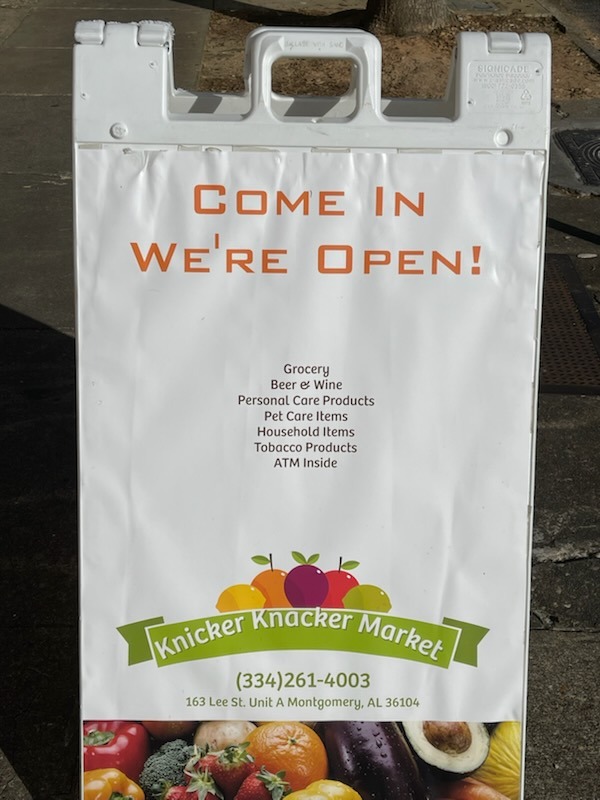 SIGNICADE
COME IN
WE'RE OPEN!
Grocery
Beer & Wine
Personal Care Products
Pet Care Items
Household Items
Tobacco Products
ATM Inside
Knicker Knacker Market
(334)261-4003
163 Lee St. Unit A Montgomery, AL 36104